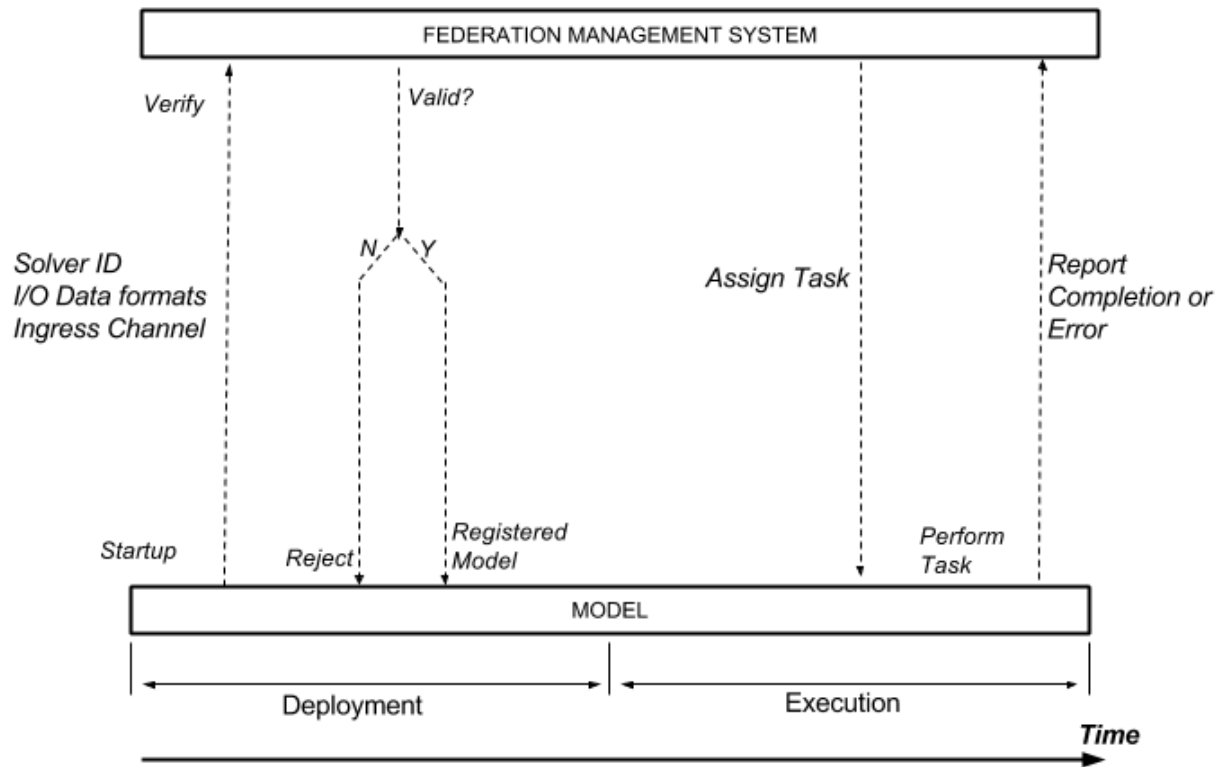 FEDERATION MANAGEMENT SYSTEM
Verify
Valid?
N
Y
Solver ID
I/O Data formats
Ingress Channel
Assign Task
Report
Completion or
Error
Startup
Reject
Registered
Model
Perform
Task
MODEL
Deployment
Execution
Time